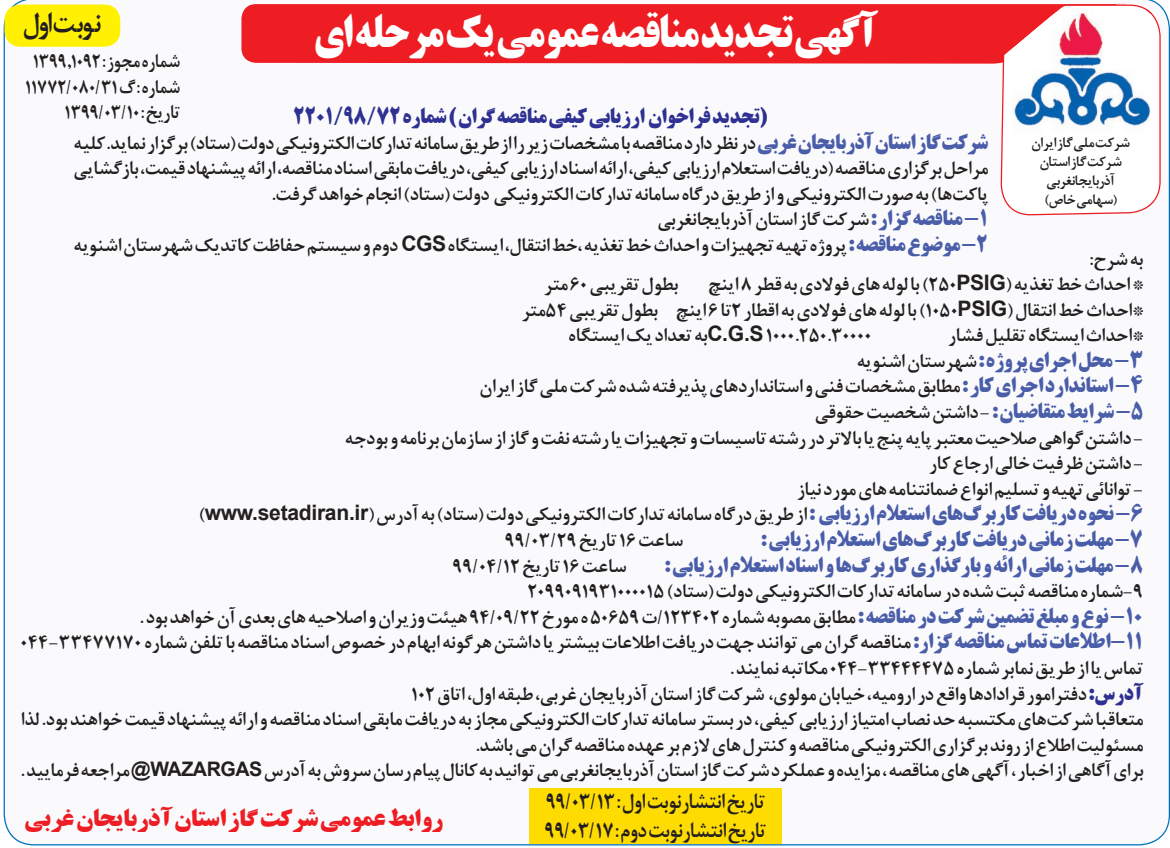 نوبت اول
آگهی تجدید مناقصه عمومی یک مرحله ای
شماره مجوز: ۱۳۹۹,۱۰۹۲
شماره: گ ۱۱۷۷۲/۰۸۰/۳۱
تاریخ: ۱۳۹۹/۰۳/۱۰
شرکت ملی گاز ایران
شرکت گاز استان
آذربایجانغربی
(سهامی خاص)
(تجدید فراخوان ارزیابی کیفی مناقصه گران) شماره ۲۲۰۱/۹۸/۷۲
شرکت گاز استان آذربایجان غربی در نظر دارد مناقصه با مشخصات زیر را از طریق سامانه تدارکات الکترونیکی دولت (ستاد) برگزار نماید. کلیه
مراحل برگزاری مناقصه (دریافت استعلام ارزیابی کیفی، ارائه اسناد ارزیابی کیفی، دریافت مابقی اسناد مناقصه، ارائه پیشنهاد قیمت، بازگشایی
پاکت‌ها) به صورت الکترونیکی و از طریق درگاه سامانه تدارکات الکترونیکی دولت (ستاد) انجام خواهد گرفت.
۱- مناقصه گزار: شرکت گاز استان آذربایجانغربی
۲- موضوع مناقصه: پروژه تهیه تجهیزات و احداث خط تغذیه ،خط انتقال، ایستگاه CGS دوم و سیستم حفاظت کاتدیک شهرستان اشنویه
به شرح:
*احداث خط تغذیه (۲۵۰PSIG) با لوله های فولادی به قطر ۸ اینچ بطول تقریبی ۶۰ متر
*احداث خط انتقال (۱۰۵۰PSIG) با لوله های فولادی به اقطار ۲ تا ۶ اینچ بطول تقریبی ۵۴ متر
*احداث ایستگاه تقلیل فشار C.G.S ۱۰۰۰.۲۵۰.۳۰۰۰۰ به تعداد یک ایستگاه
۳- محل اجرای پروژه: شهرستان اشنویه
۴- استاندارد اجرای کار: مطابق مشخصات فنی و استانداردهای پذیرفته شده شرکت ملی گاز ایران
۵- شرایط متقاضیان: - داشتن شخصیت حقوقی
- داشتن گواهی صلاحیت معتبر پایه پنج یا بالاتر در رشته تاسیسات و تجهیزات یا رشته نفت و گاز از سازمان برنامه و بودجه
- داشتن ظرفیت خالی ارجاع کار
- توانائی تهیه و تسلیم انواع ضمانتنامه های مورد نیاز
۶- نحوه دریافت کاربرگ‌های استعلام ارزیابی : از طریق درگاه سامانه تدارکات الکترونیکی دولت (ستاد) به آدرس (www.setadiran.ir)
۷- مهلت زمانی دریافت کاربرگ‌های استعلام ارزیابی: ساعت ۱۶ تاریخ ۹۹/۰۳/۲۹
۸- مهلت زمانی ارائه و بارگذاری کاربرگ‌ها و اسناد استعلام ارزیابی: ساعت ۱۶ تاریخ ۹۹/۰۴/۱۲
۹-شماره مناقصه ثبت شده در سامانه تدارکات الکترونیکی دولت (ستاد) ۲۰۹۹۰۹۱۹۳۱۰۰۰۰۱۵
۱۰- نوع و مبلغ تضمین شرکت در مناقصه: مطابق مصوبه شماره ۱۲۳۴۰۲/ت ۵۰۶۵۹ ه مورخ ۹۴/۰۹/۲۲ هیئت وزیران و اصلاحیه های بعدی آن خواهد بود .
۱۱- اطلاعات تماس مناقصه گزار: مناقصه گران می توانند جهت دریافت اطلاعات بیشتر یا داشتن هر گونه ابهام در خصوص اسناد مناقصه با تلفن شماره ۳۳۴۷۷۱۷۰-۰۴۴
تماس یا از طریق نمابر شماره ۳۳۴۴۴۴۷۵-۰۴۴ مکاتبه نمایند.
آدرس: دفتر امور قرادادها واقع در ارومیه، خیابان مولوی، شرکت گاز استان آذربایجان غربی، طبقه اول، اتاق ۱۰۲
متعاقبا شرکت‌های مکتسبه حد نصاب امتیاز ارزیابی کیفی، در بستر سامانه تدارکات الکترونیکی مجاز به دریافت مابقی اسناد مناقصه و ارائه پیشنهاد قیمت خواهند بود. لذا
مسئولیت اطلاع از روند برگزاری الکترونیکی مناقصه و کنترل های لازم بر عهده مناقصه گران می باشد.
برای آگاهی از اخبار ، آگهی های مناقصه ، مزایده و عملکرد شرکت گاز استان آذربایجانغربی می توانید به کانال پیام رسان سروش به آدرس WAZARGAS@ مراجعه فرمایید.
تاریخ انتشار نوبت اول: ۹۹/۰۳/۱۳
تاریخ انتشار نوبت دوم: ۹۹/۰۳/۱۷
روابط عمومی شرکت گاز استان آذربایجان غربی